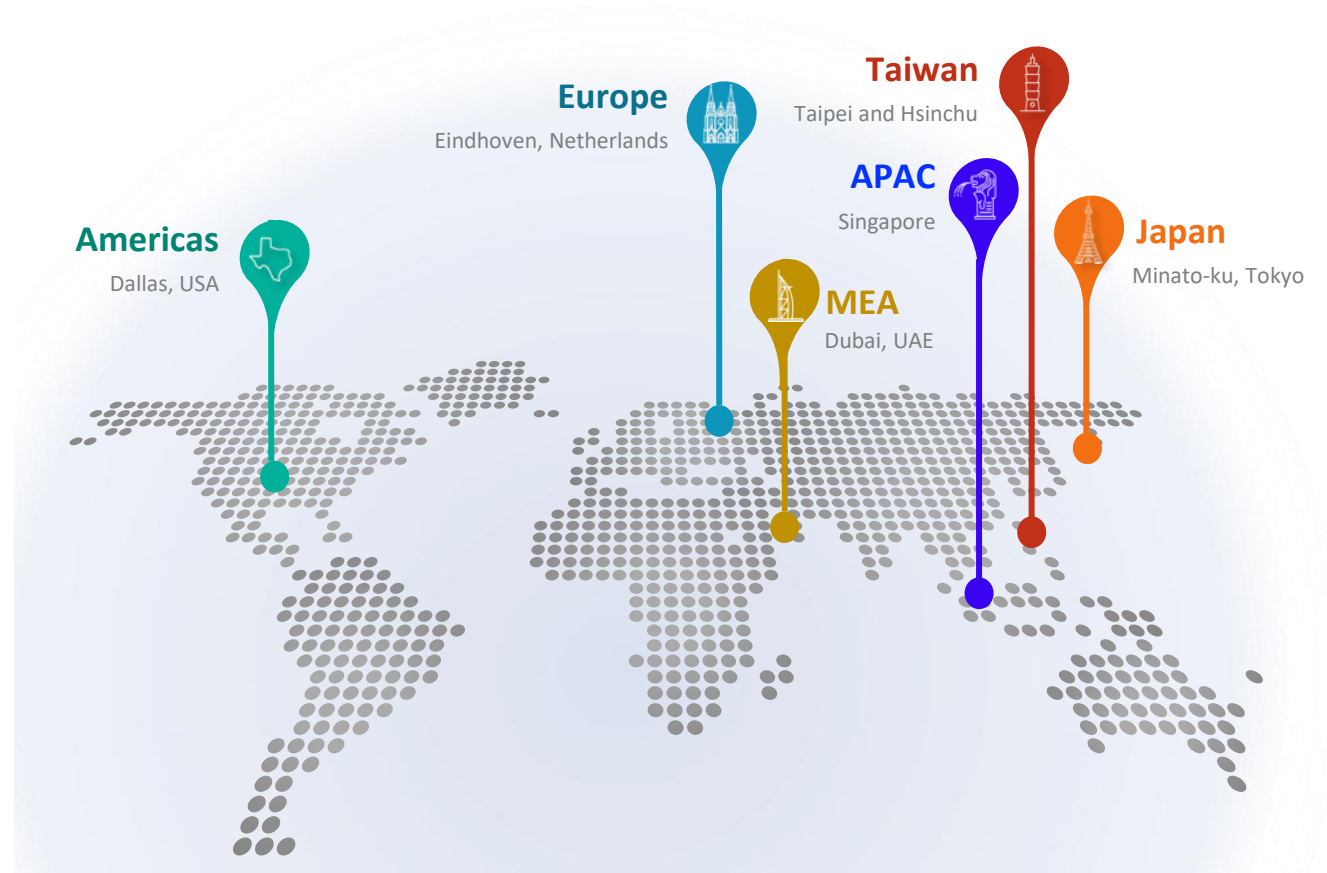 Americas
Dallas, USA
Europe
Eindhoven, Netherlands
MEA
Dubai, UAE
APAC
Singapore
Taiwan
Taipei and Hsinchu
Japan
Minato-ku, Tokyo